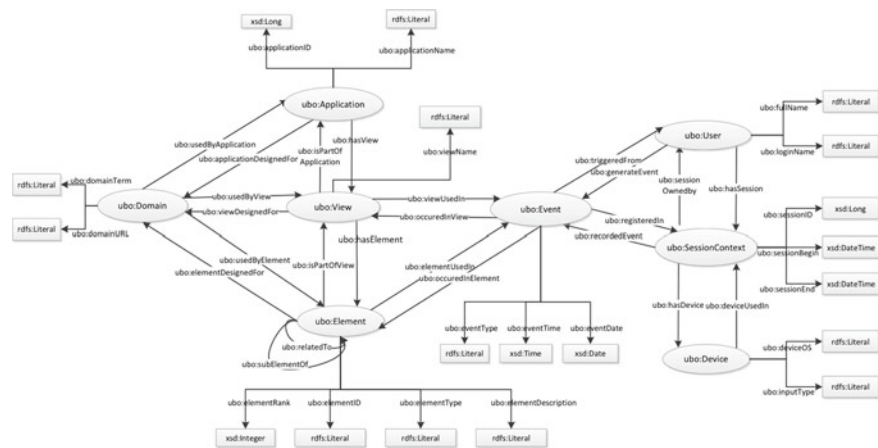 xsd:Long
rdfs:Literal
ubo:applicationID
ubo:applicationName
ubo:Application
rdfs:Literal
ubo:viewName
ubo:usedByApplication
ubo:applicationDesignedFor
ubo:isPartOf
Application
ubo:hasView
rdfs:Literal
ubo:domainTerm
rdfs:Literal
ubo:domainURL
ubo:Domain
ubo:usedByView
ubo:viewDesignedFor
ubo:View
ubo:viewUsedIn
ubo:occuredInView
ubo:Event
ubo:hasElement
ubo:isPartOfView
ubo:usedByElement
ubo:elementDesignedFor
ubo:elementUsedIn
ubo:occuredInElement
ubo:Element
ubo:relatedTo
ubo:subElementOf
ubo:elementRank
ubo:elementID
ubo:elementType
ubo:elementDescription
xsd:Integer
rdfs:Literal
rdfs:Literal
rdfs:Literal
ubo:eventType
ubo:eventTime
ubo:eventDate
rdfs:Literal
xsd:Time
xsd:Date
ubo:triggeredFrom
ubo:generateEvent
ubo:User
ubo:fullName
rdfs:Literal
ubo:loginName
rdfs:Literal
ubo:session
Ownedby
ubo:hasSession
ubo:registeredIn
ubo:recordedEvent
ubo:SessionContext
ubo:sessionID
xsd:Long
ubo:sessionBegin
xsd:DateTime
ubo:sessionEnd
xsd:DateTime
ubo:hasDevice
ubo:deviceUsedIn
ubo:Device
ubo:deviceOS
rdfs:Literal
ubo:inputType
rdfs:Literal